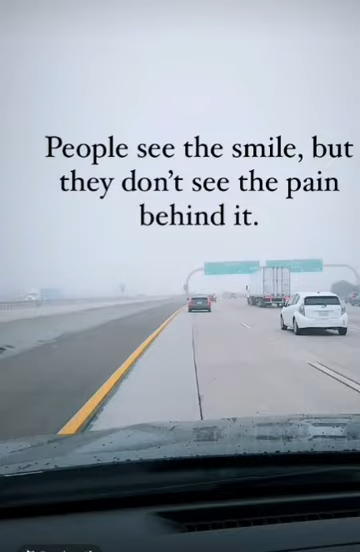 People see the smile, but
they don't see the pain
behind it.